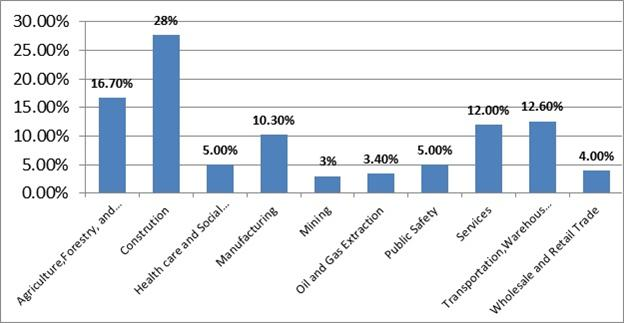 30.00%
25.00%
20.00%
15.00%
10.00%
5.00%
0.00%
16.70%
28%
5.00%
10.30%
3%
3.40%
5.00%
12.00%
12.60%
4.00%
Agriculture,Forestry, and...
Constrution
Health care and Social...
Manufacturing
Mining
Oil and Gas Extraction
Public Safety
Services
Transportation,Warehous...
Wholesale and Retail Trade